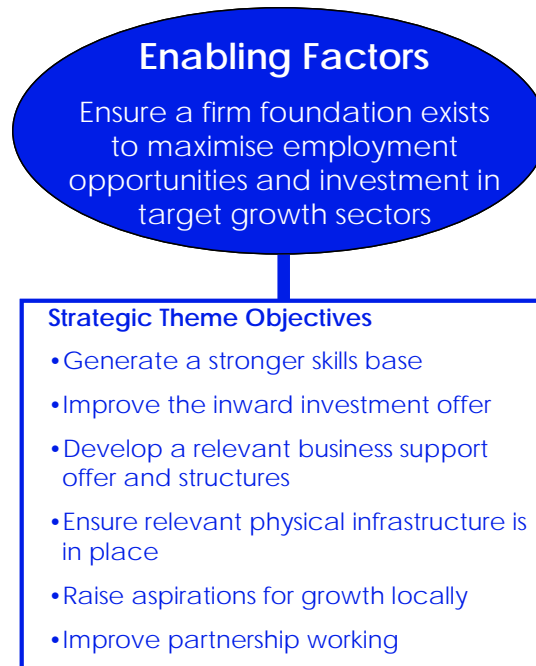 Enabling Factors
Ensure a firm foundation exists
to maximise employment
opportunities and investment in
target growth sectors
Strategic Theme Objectives
•Generate a stronger skills base
•Improve the inward investment offer
•Develop a relevant business support
offer and structures
•Ensure relevant physical infrastructure is
in place
•Raise aspirations for growth locally
•Improve partnership working